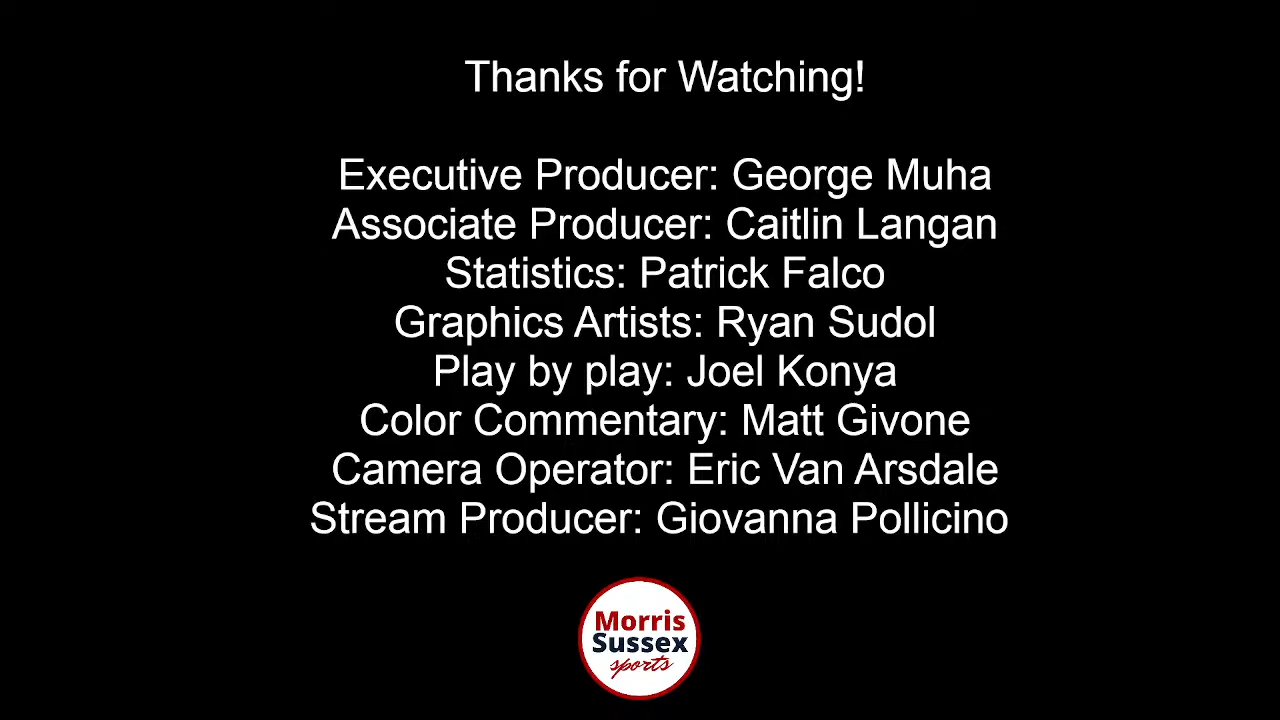 Thanks for Watching!
Executive Producer: George Muha
Associate Producer: Caitlin Langan
Statistics: Patrick Falco
Graphics Artists: Ryan Sudol
Play by play: Joel Konya
Color Commentary: Matt Givone
Camera Operator: Eric Van Arsdale
Stream Producer: Giovanna Pollicino
Morris
Sussex
sports